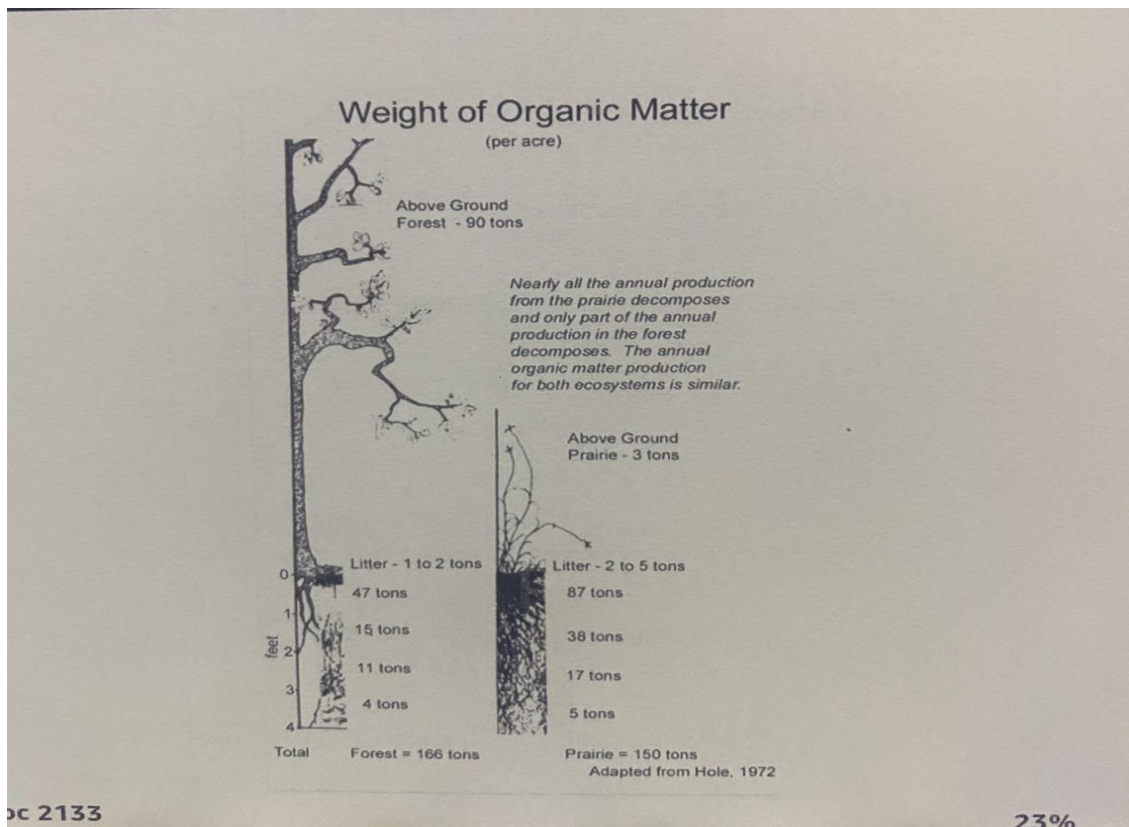 Weight of Organic Matter
(per acre)
Above Ground
Forest - 90 tons
Nearly all the annual production
from the prairie decomposes
and only part of the annual
production in the forest
decomposes. The annual
organic matter production
for both ecosystems is similar.
Above Ground
Prairie - 3 tons
Litter - 1 to 2 tons
47 tons
15 tons
11 tons
4 tons
0
1
2
3
4
feet
Litter - 2 to 5 tons
87 tons
38 tons
17 tons
5 tons
Total Forest = 166 tons Prairie = 150 tons
Adapted from Hole, 1972
oc 2133
23%